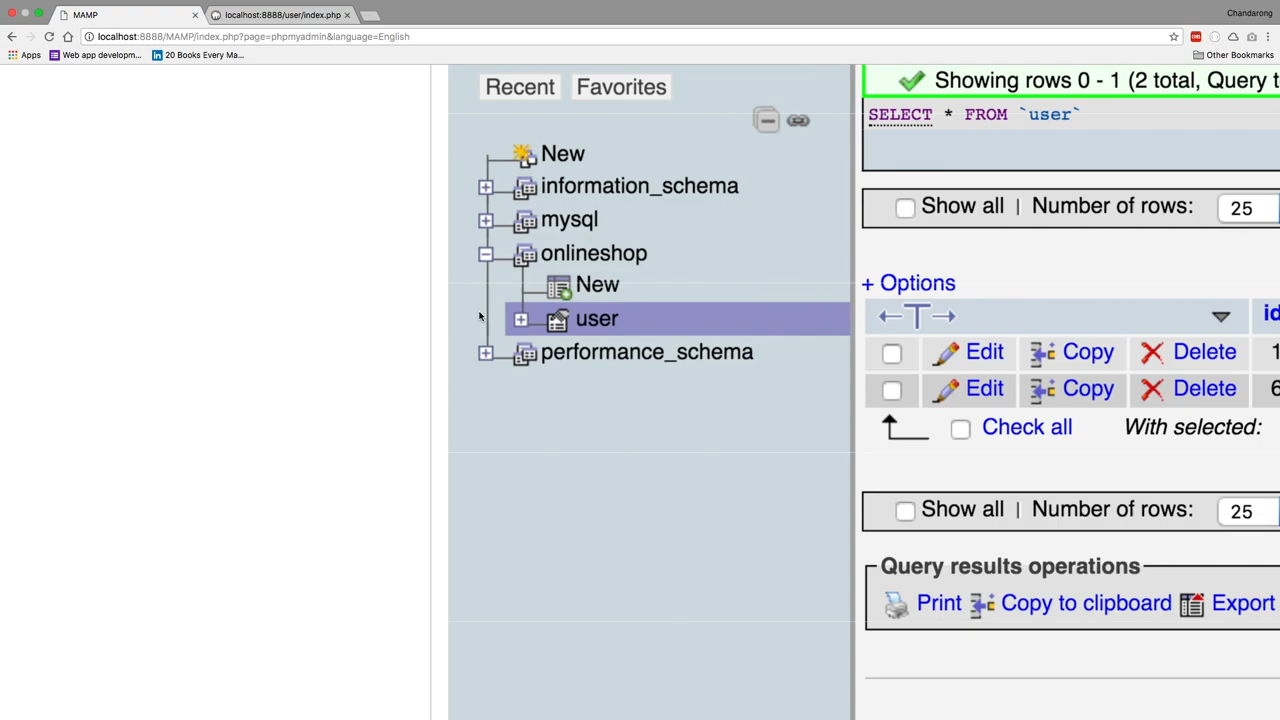 MAMP
localhost:8888/user/index.php
Chandarong
localhost:8888/MAMP/index.php?page=phpmyadmin&language=English
Apps
Web app developm...
20 Books Every Ma...
Other Bookmarks
Recent
Favorites
New
information_schema
mysql
onlineshop
New
user
performance_schema
Showing rows 0 - 1 (2 total, Query t
SELECT * FROM `user`
Show all | Number of rows: 25
+ Options
←T→ id
Edit Copy Delete 1
Edit Copy Delete 6
Check all With selected:
Show all | Number of rows: 25
Query results operations
Print Copy to clipboard Export